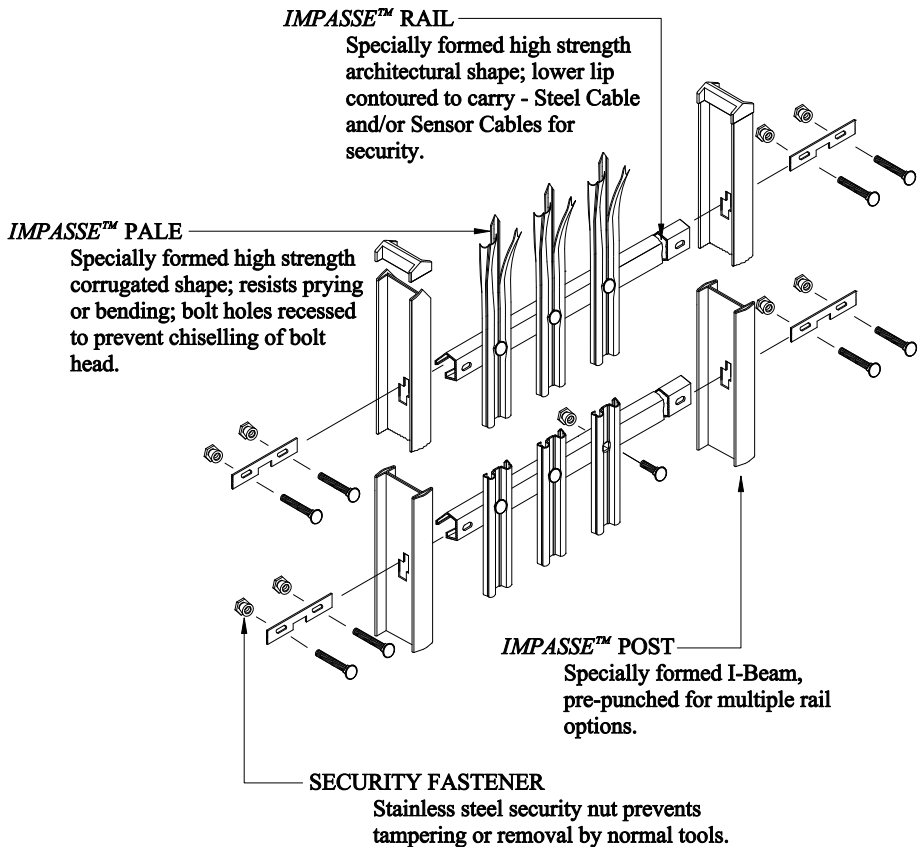 IMPASSE™ RAIL
Specially formed high strength
architectural shape; lower lip
contoured to carry - Steel Cable
and/or Sensor Cables for
security.
IMPASSE™ PALE
Specially formed high strength
corrugated shape; resists prying
or bending; bolt holes recessed
to prevent chiselling of bolt
head.
IMPASSE™ POST
Specially formed I-Beam,
pre-punched for multiple rail
options.
SECURITY FASTENER
Stainless steel security nut prevents
tampering or removal by normal tools.